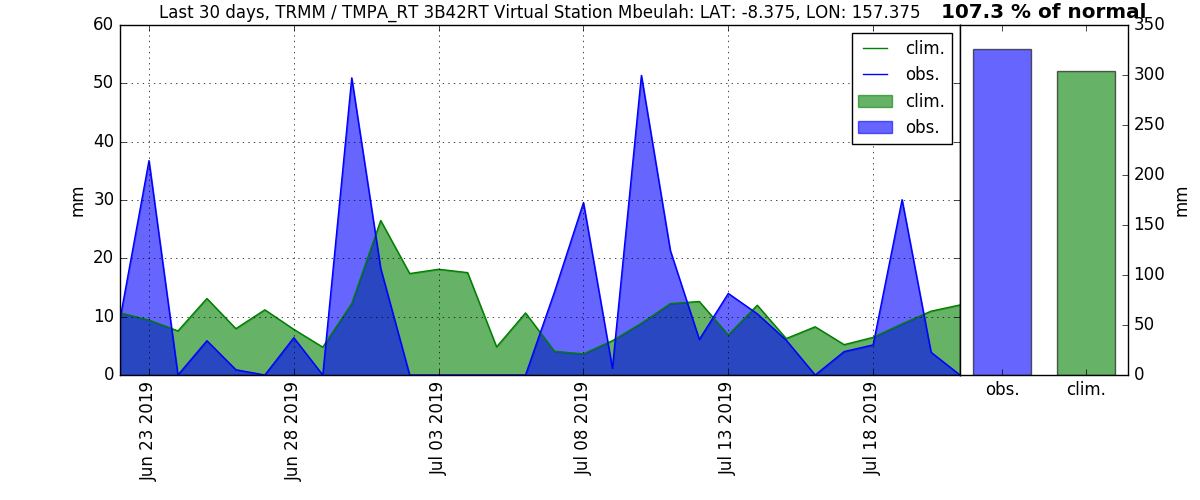 Last 30 days, TRMM / TMPA_RT 3B42RT Virtual Station Mbeulah: LAT: -8.375, LON: 157.375
107.3 % of normal
60
50
40
30
20
10
0
mm
clim.
obs.
clim.
obs.
Jun 23 2019
Jun 28 2019
Jul 03 2019
Jul 08 2019
Jul 13 2019
Jul 18 2019
350
300
250
200
150
100
50
0
mm
obs.
clim.